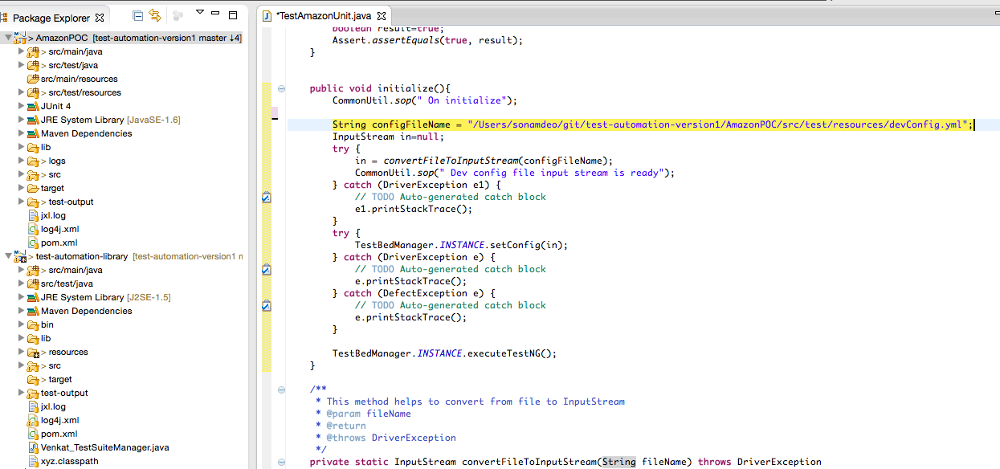 Package Explorer
> AmazonPOC [test-automation-version1 master ↓4]
> src/main/java
> src/test/java
src/main/resources
> src/test/resources
JUnit 4
JRE System Library [JavaSE-1.6]
Maven Dependencies
lib
> logs
> src
target
> test-output
jxl.log
log4j.xml
pom.xml
> test-automation-library [test-automation-version1 n
> src/main/java
src/test/java
JRE System Library [J2SE-1.5]
Maven Dependencies
bin
lib
> resources
> src
> target
test-output
jxl.log
log4j.xml
pom.xml
Venkat_TestSuiteManager.java
xyz.classpath
*TestAmazonUnit.java
boolean result=true;
Assert.assertEquals(true, result);
}
public void initialize(){
CommonUtil.sop(" On initialize");
String configFileName = "/Users/sonamdeo/git/test-automation-version1/AmazonPOC/src/test/resources/devConfig.yml";
InputStream in=null;
try {
in = convertFileToInputStream(configFileName);
CommonUtil.sop(" Dev config file input stream is ready");
} catch (DriverException e1) {
// TODO Auto-generated catch block
e1.printStackTrace();
}
try {
TestBedManager.INSTANCE.setConfig(in);
} catch (DriverException e) {
// TODO Auto-generated catch block
e.printStackTrace();
} catch (DefectException e) {
// TODO Auto-generated catch block
e.printStackTrace();
}
TestBedManager.INSTANCE.executeTestNG();
}
/**
* This method helps to convert from file to InputStream
* @param fileName
* @return
* @throws DriverException
*/
private static InputStream convertFileToInputStream(String fileName) throws DriverException